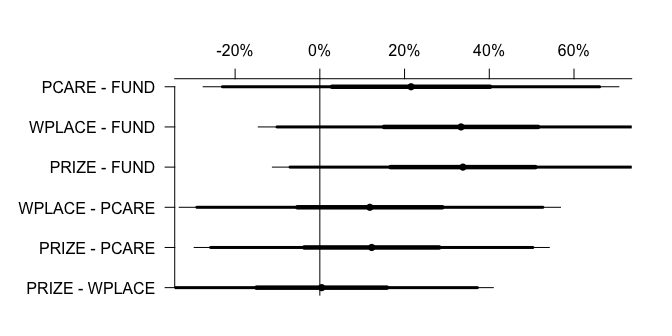 -20% 0% 20% 40% 60%
PCARE - FUND
WPLACE - FUND
PRIZE - FUND
WPLACE - PCARE
PRIZE - PCARE
PRIZE - WPLACE